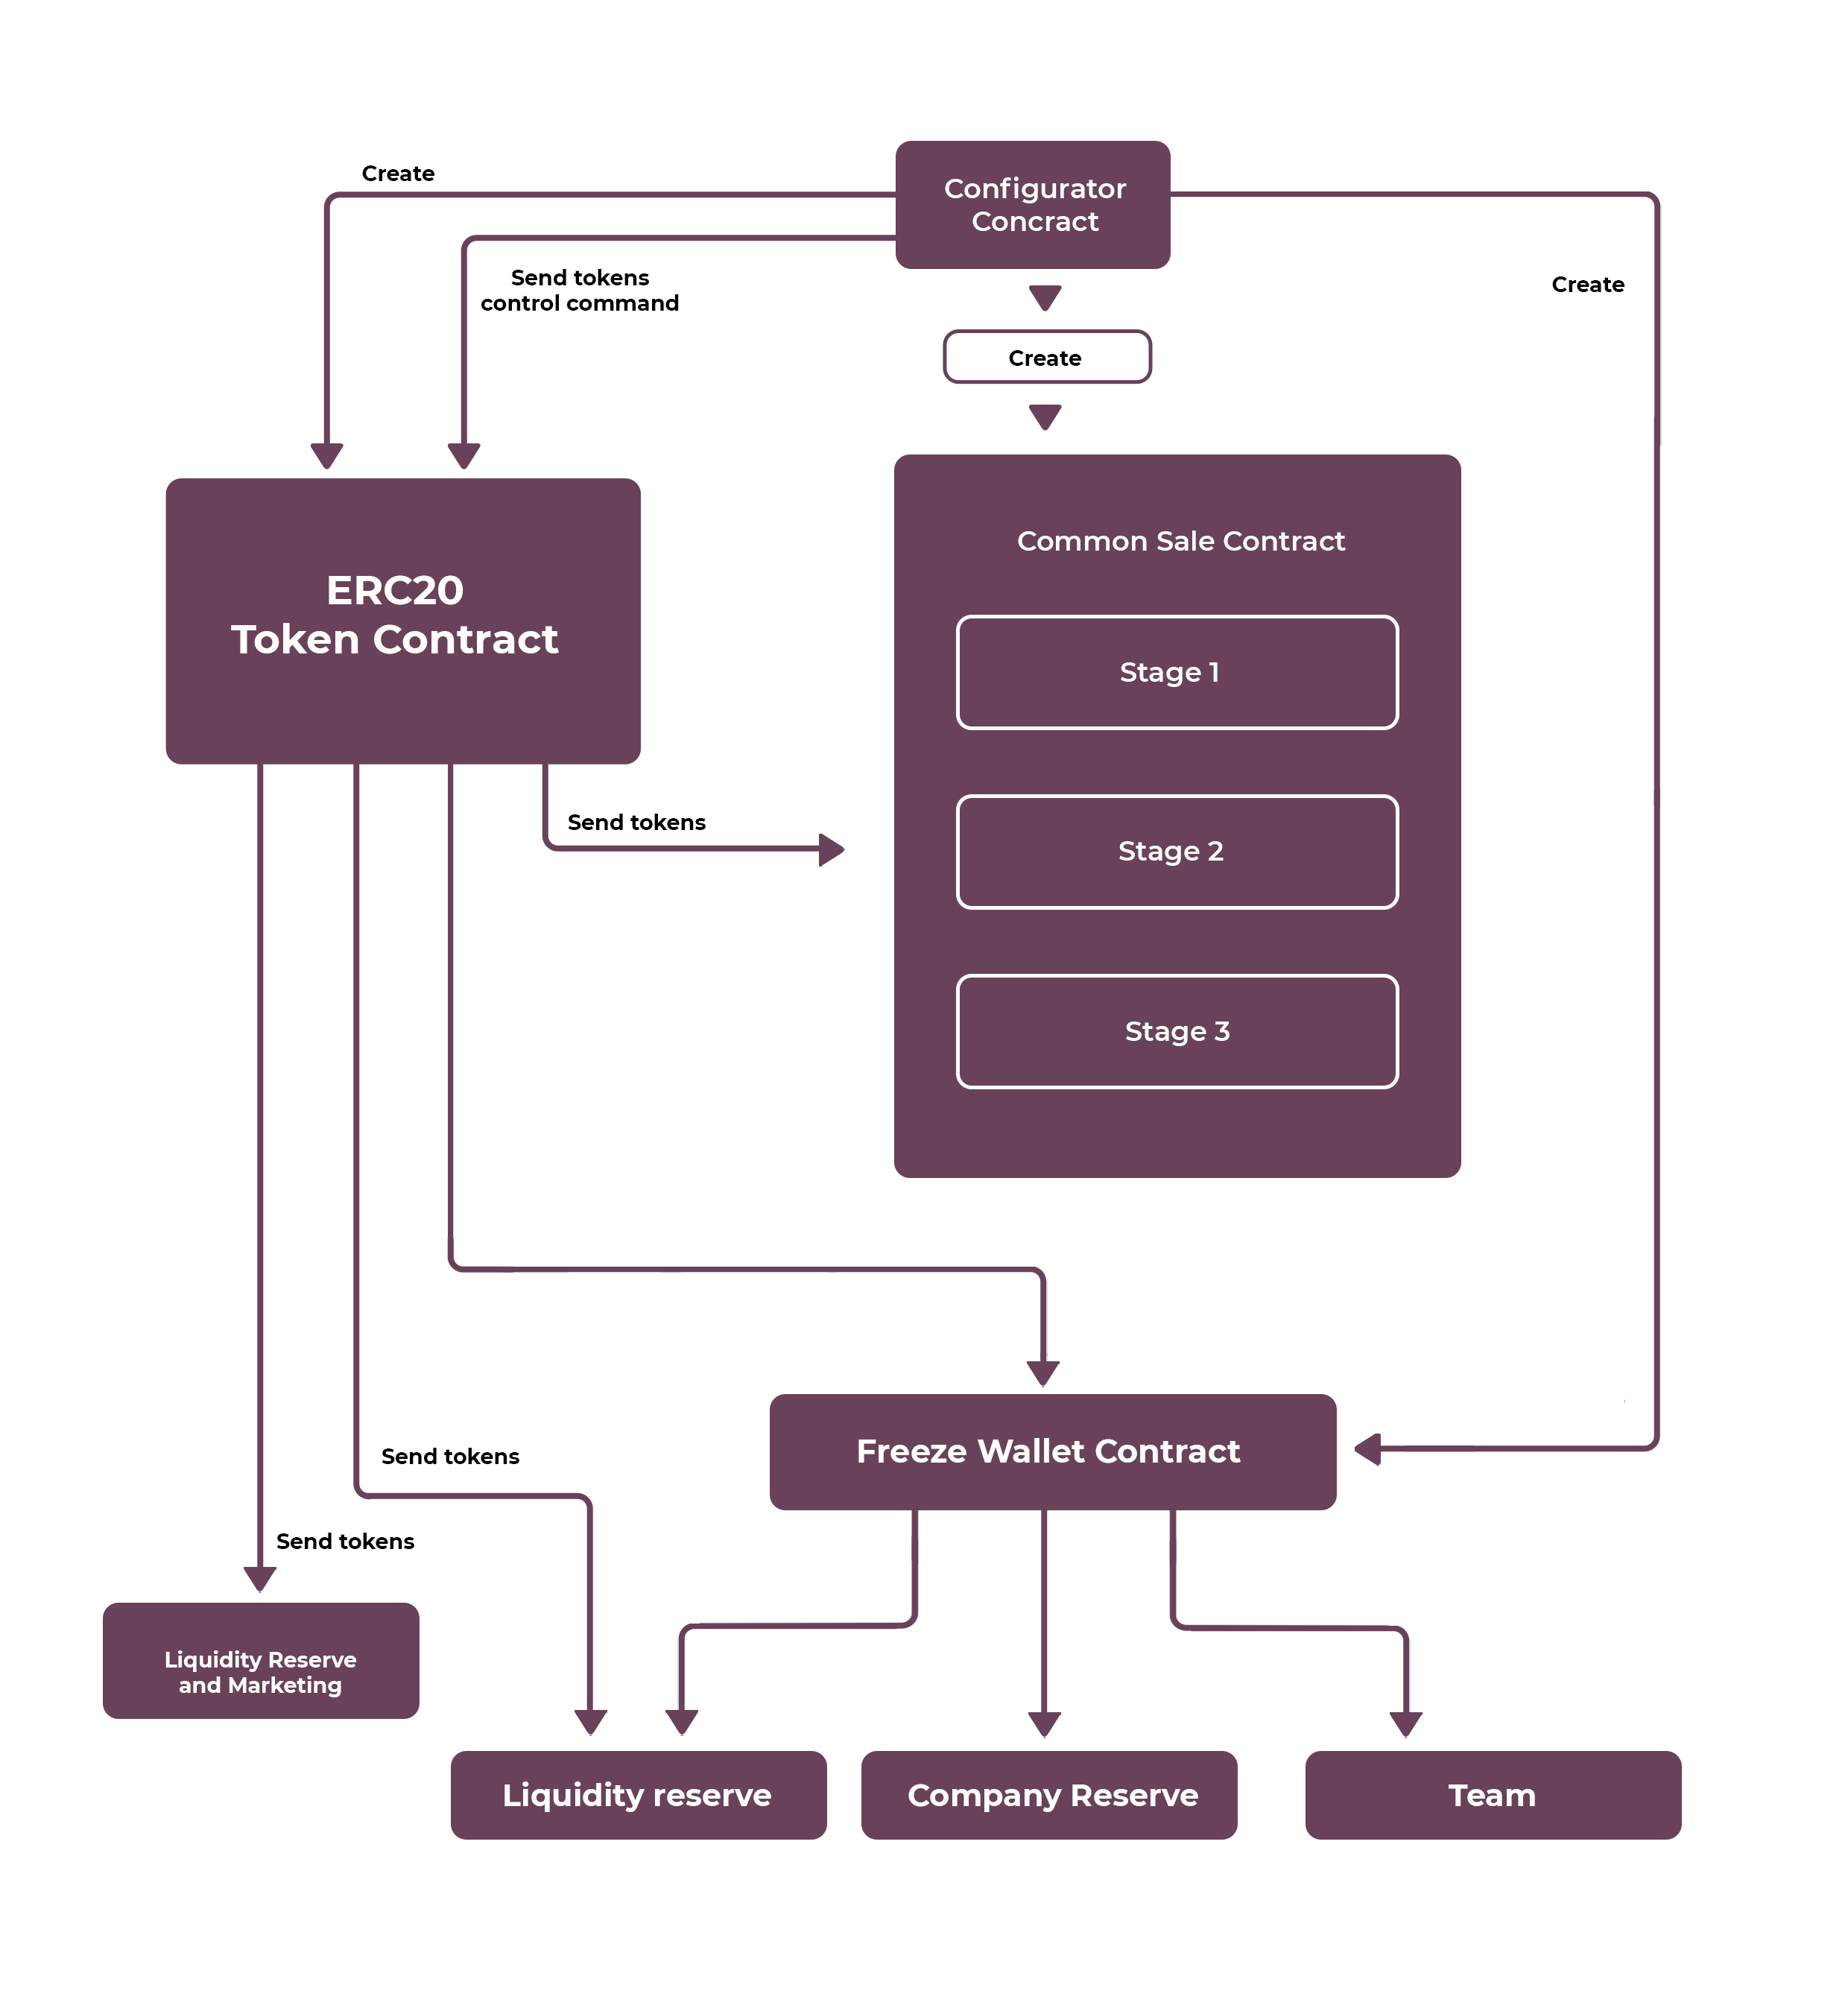 Create
Configurator
Concract
Send tokens
control command
Create
Create
ERC20
Token Contract
Common Sale Contract
Stage 1
Send tokens
Stage 2
Stage 3
Send tokens
Freeze Wallet Contract
Send tokens
Liquidity Reserve
and Marketing
Liquidity reserve
Company Reserve
Team